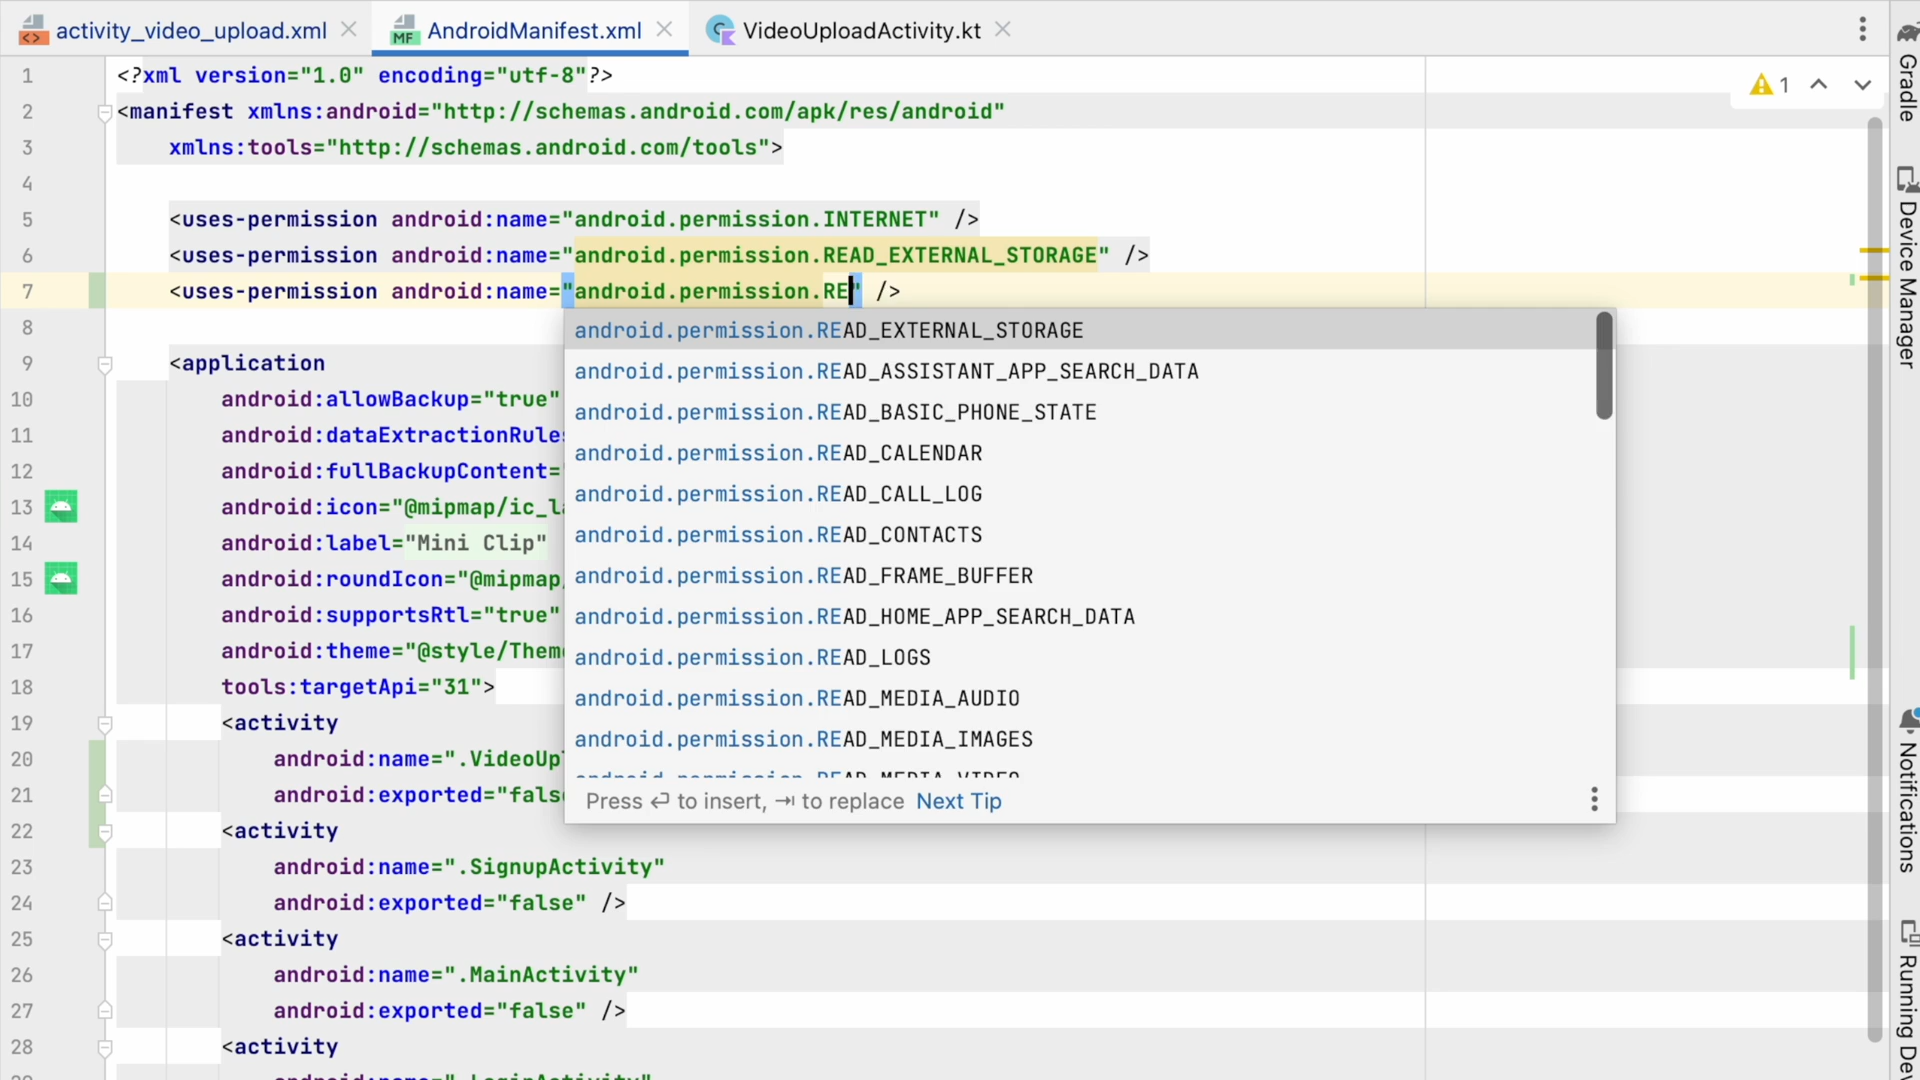 activity_video_upload.xml
AndroidManifest.xml
VideoUploadActivity.kt
1 <?xml version="1.0" encoding="utf-8"?>
2 <manifest xmlns:android="http://schemas.android.com/apk/res/android"
3 xmlns:tools="http://schemas.android.com/tools">
4
5 <uses-permission android:name="android.permission.INTERNET" />
6 <uses-permission android:name="android.permission.READ_EXTERNAL_STORAGE" />
7 <uses-permission android:name="android.permission.RE" />
8
9 <application
10 android:allowBackup="true"
11 android:dataExtractionRules
12 android:fullBackupContent=
13 android:icon="@mipmap/ic_la
14 android:label="Mini Clip"
15 android:roundIcon="@mipmap/
16 android:supportsRtl="true"
17 android:theme="@style/Them
18 tools:targetApi="31">
19 <activity
20 android:name=".VideoUp
21 android:exported="fals
22 <activity
23 android:name=".SignupActivity"
24 android:exported="false" />
25 <activity
26 android:name=".MainActivity"
27 android:exported="false" />
28 <activity
android:name=".LoginActivity"
android.permission.READ_EXTERNAL_STORAGE
android.permission.READ_ASSISTANT_APP_SEARCH_DATA
android.permission.READ_BASIC_PHONE_STATE
android.permission.READ_CALENDAR
android.permission.READ_CALL_LOG
android.permission.READ_CONTACTS
android.permission.READ_FRAME_BUFFER
android.permission.READ_HOME_APP_SEARCH_DATA
android.permission.READ_LOGS
android.permission.READ_MEDIA_AUDIO
android.permission.READ_MEDIA_IMAGES
android.permission.READ_MEDIA_VIDEO
Press ↵ to insert, ⇥ to replace Next Tip
1
MF
Gradle
Device Manager
Notifications
Running De